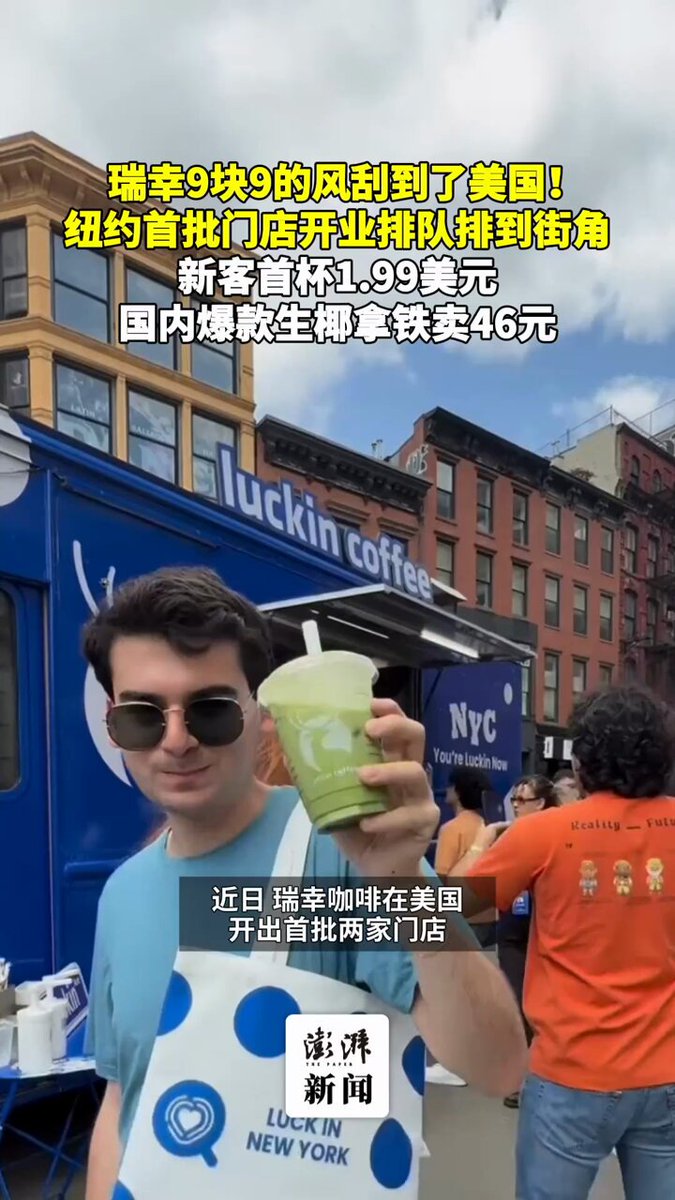 瑞幸9块9的风刮到了美国！
纽约首批门店开业排队排到街角
新客首杯1.99美元
国内爆款生椰拿铁卖46元
luckin coffee
NYC
You're Luckin Now
Reality _ Futu
近日 瑞幸咖啡在美国
开出首批两家门店
澎湃
THE PAPER
新闻
LUCK IN
NEW YORK